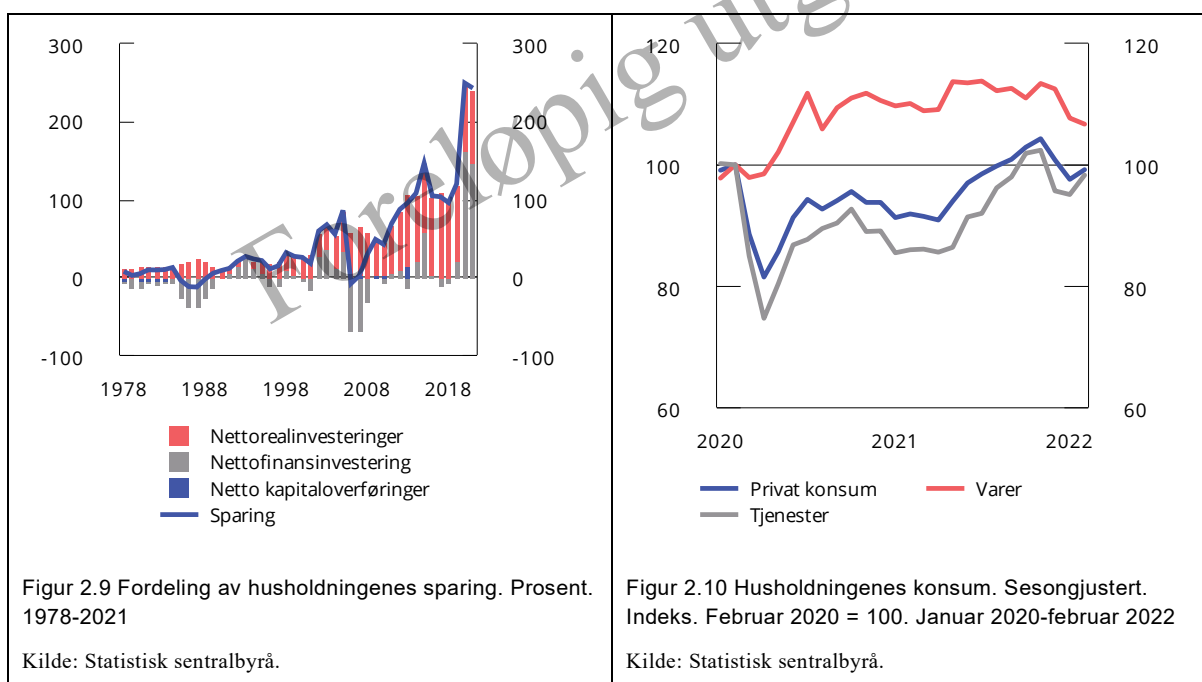 Foreløpig utg
300 300
200 200
100 100
0 0
-100 -100
1978 1988 1998 2008 2018
Nettorealinvesteringer
Nettofinansinvestering
Netto kapitaloverføringer
Sparing
Figur 2.9 Fordeling av husholdningenes sparing. Prosent.
1978-2021
Kilde: Statistisk sentralbyrå.
120 120
100 100
80 80
60 60
2020 2021 2022
Privat konsum Varer
Tjenester
Figur 2.10 Husholdningenes konsum. Sesongjustert.
Indeks. Februar 2020 = 100. Januar 2020-februar 2022
Kilde: Statistisk sentralbyrå.